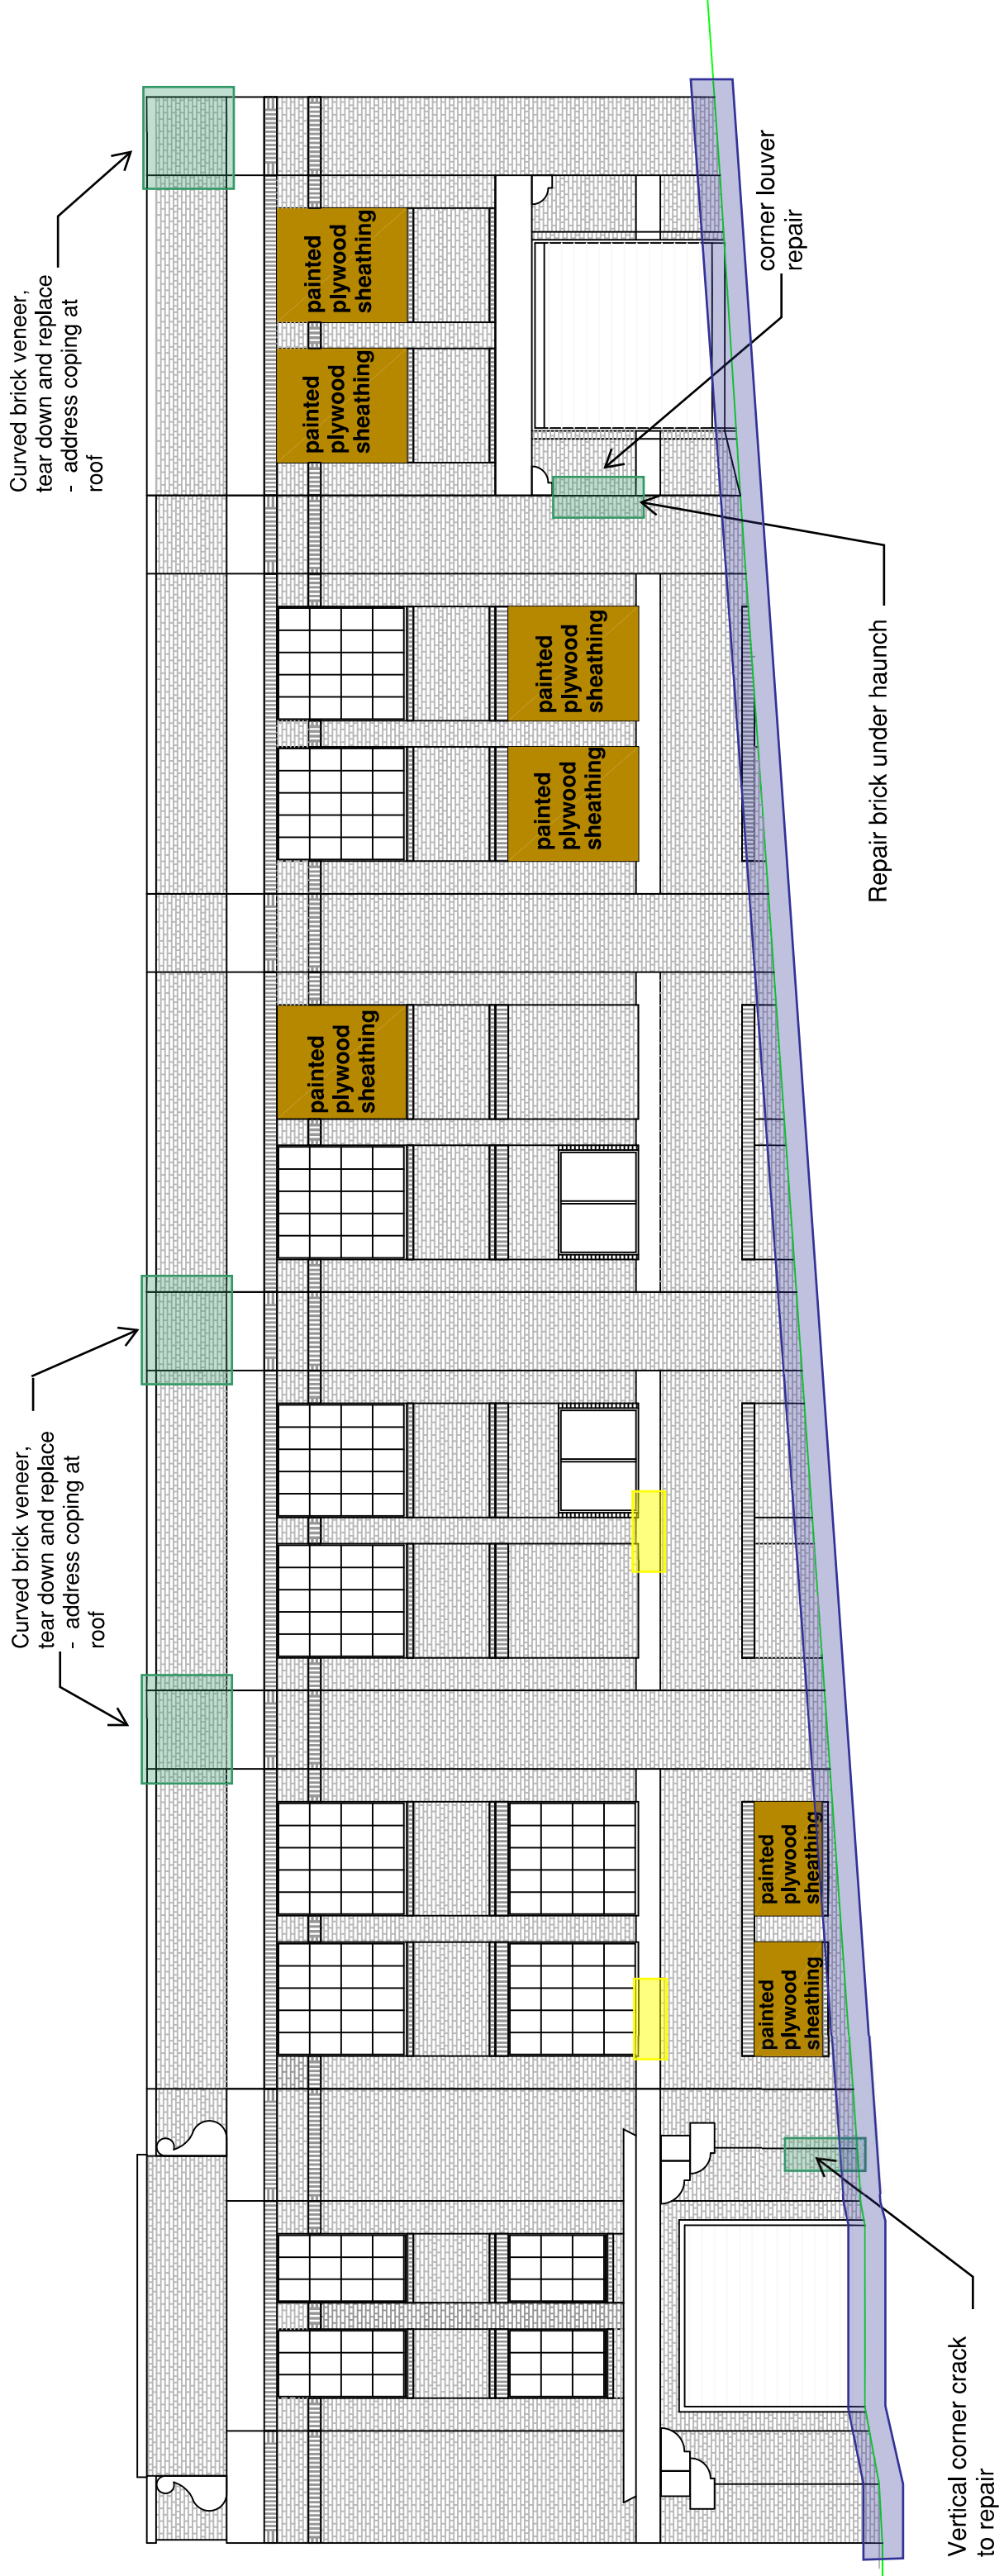 Curved brick veneer,
tear down and replace
- address coping at
roof
Curved brick veneer,
tear down and replace
- address coping at
roof
painted
plywood
sheathing
painted
plywood
sheathing
painted
plywood
sheathing
painted
plywood
sheathing
painted
plywood
sheathing
painted
plywood
sheathing
painted
plywood
sheathing
corner louver
repair
Repair brick under haunch
Vertical corner crack
to repair